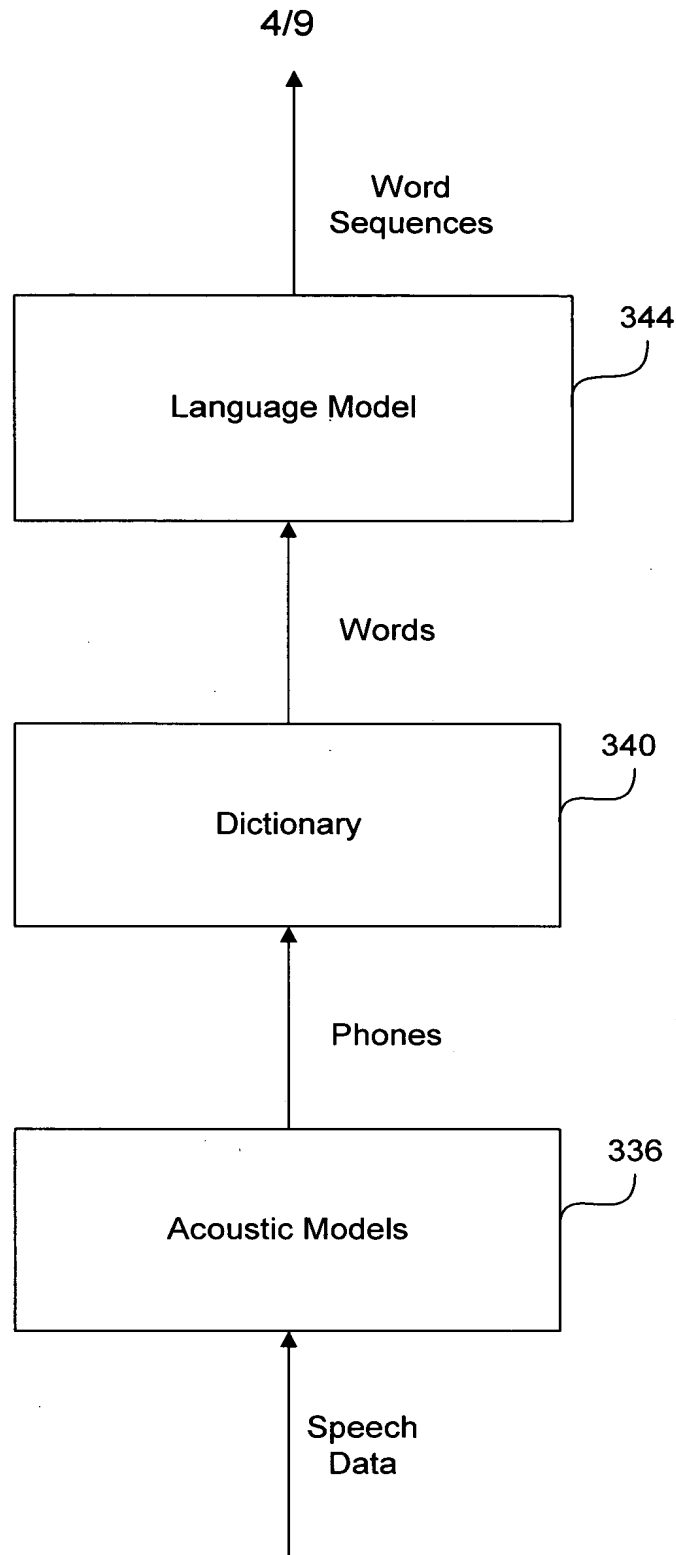 4/9
Word
Sequences
344
Language Model
Words
340
Dictionary
Phones
336
Acoustic Models
Speech
Data